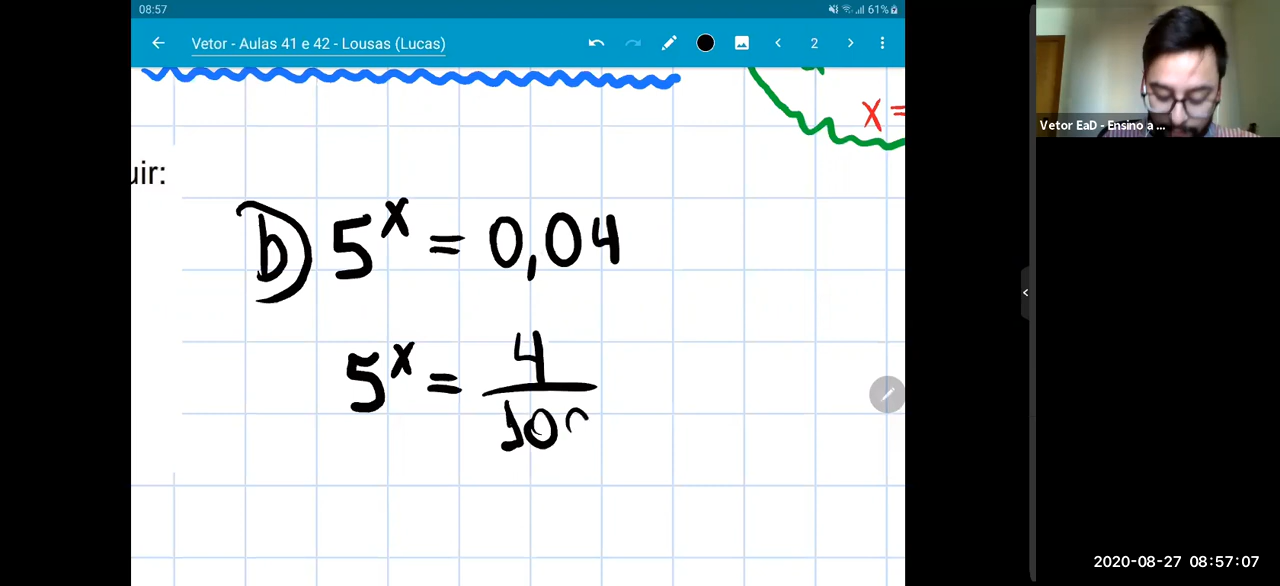 08:57
61%
Vetor - Aulas 41 e 42 - Lousas (Lucas)
2
x =
uir:
Vetor EaD - Ensino a ...
b) 5^x = 0,04
5^x = 4/100
2020-08-27 08:57:07